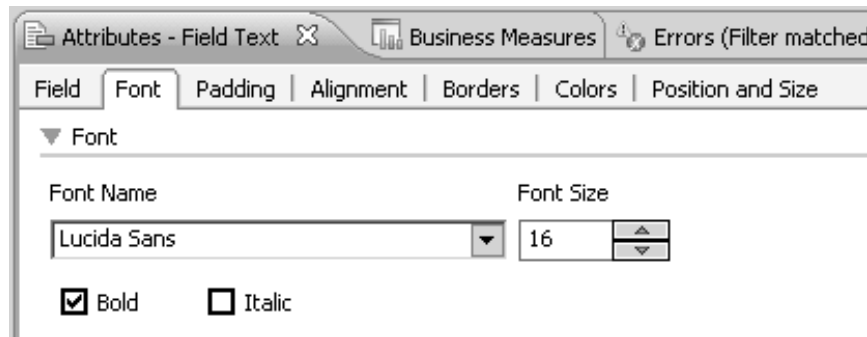 Attributes - Field Text Business Measures Errors (Filter matched
Field Font Padding | Alignment | Borders | Colors | Position and Size
Font
Font Name Font Size
Lucida Sans 16
Bold Italic